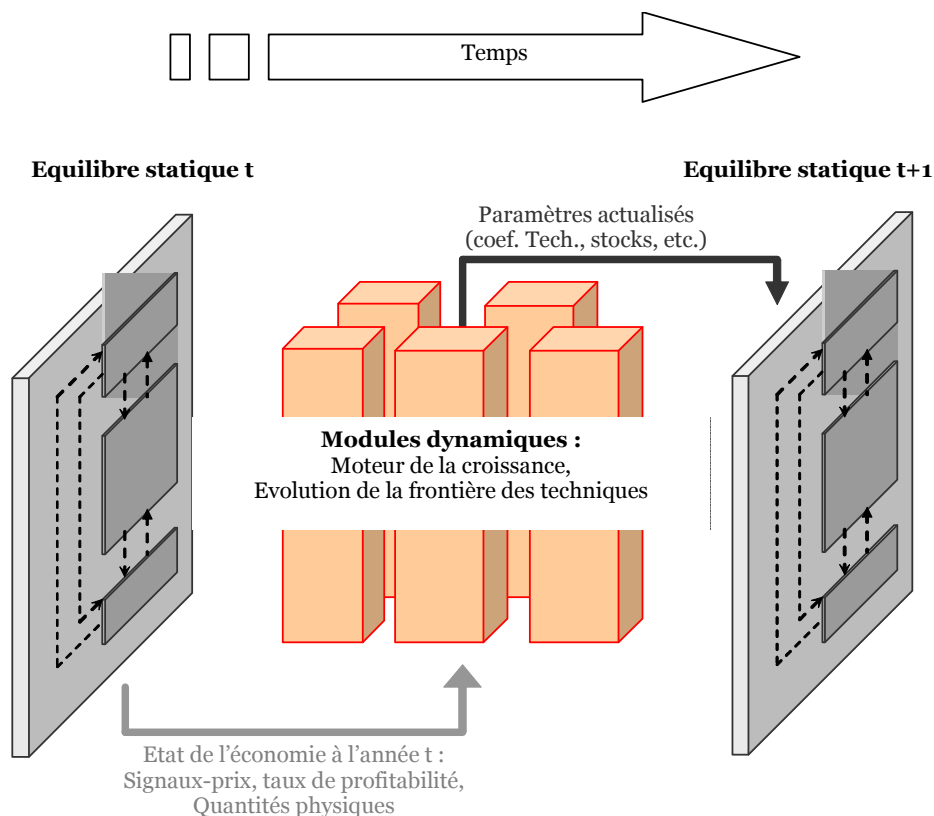 Temps
Equilibre statique t
Equilibre statique t+1
Paramètres actualisés
(coef. Tech., stocks, etc.)
Modules dynamiques :
Moteur de la croissance,
Evolution de la frontière des techniques
Etat de l’économie à l’année t :
Signaux-prix, taux de profitabilité,
Quantités physiques